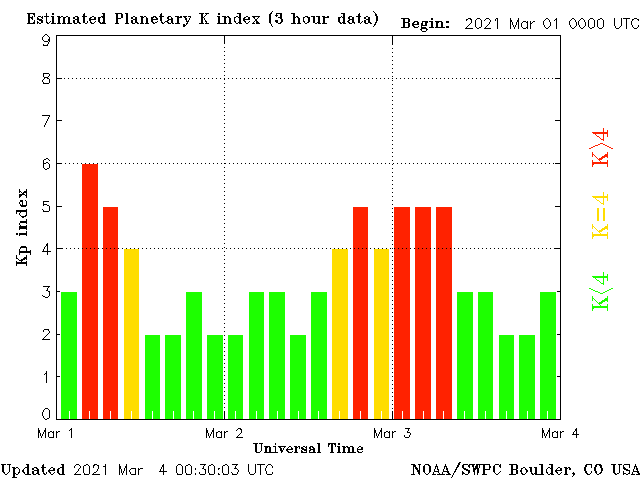 Estimated Planetary K index (3 hour data)
Begin: 2021 Mar 01 0000 UTC
9
8
7
6
5
4
3
2
1
0
Kp index
K>4
K=4
K<4
Mar 1
Mar 2
Mar 3
Mar 4
Universal Time
Updated 2021 Mar 4 00:30:03 UTC
NOAA/SWPC Boulder, CO USA